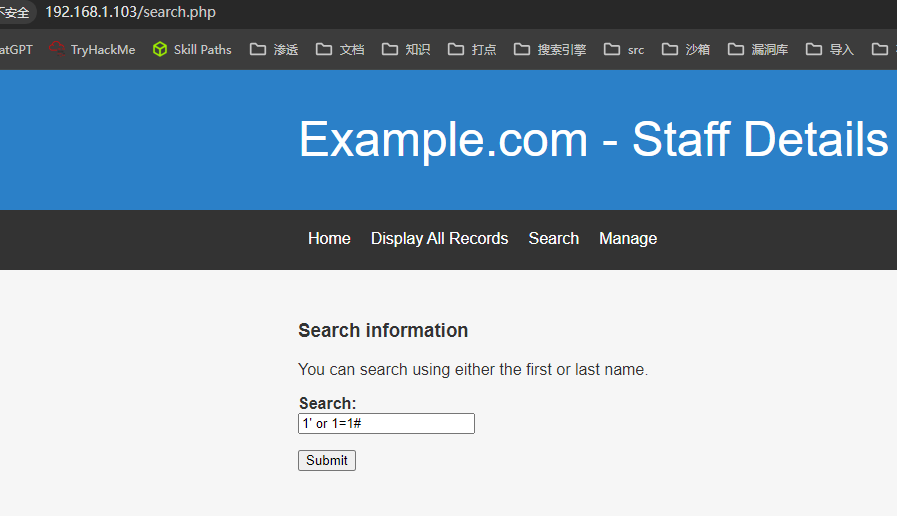 不安全 192.168.1.103/search.php
atGPT TryHackMe Skill Paths 渗透 文档 知识 打点 搜索引擎 src 沙箱 漏洞库 导入
Example.com - Staff Details
Home Display All Records Search Manage
Search information
You can search using either the first or last name.
Search:
1' or 1=1#
Submit